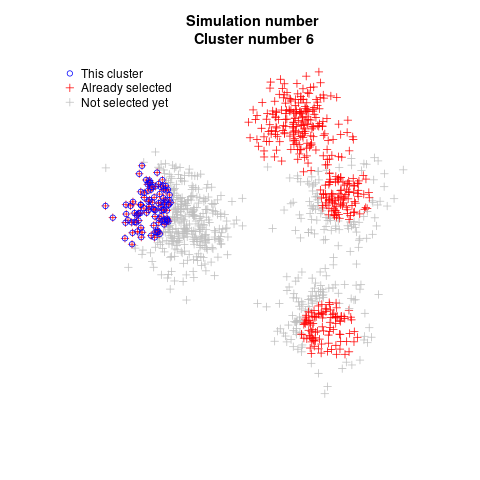 Simulation number
Cluster number 6
This cluster
Already selected
Not selected yet